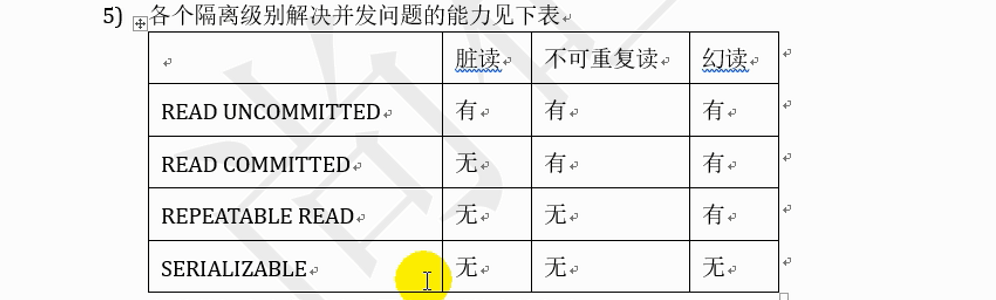 5) 各个隔离级别解决并发问题的能力见下表
脏读 不可重复读 幻读
READ UNCOMMITTED 有 有 有
READ COMMITTED 无 有 有
REPEATABLE READ 无 无 有
SERIALIZABLE 无 无 无